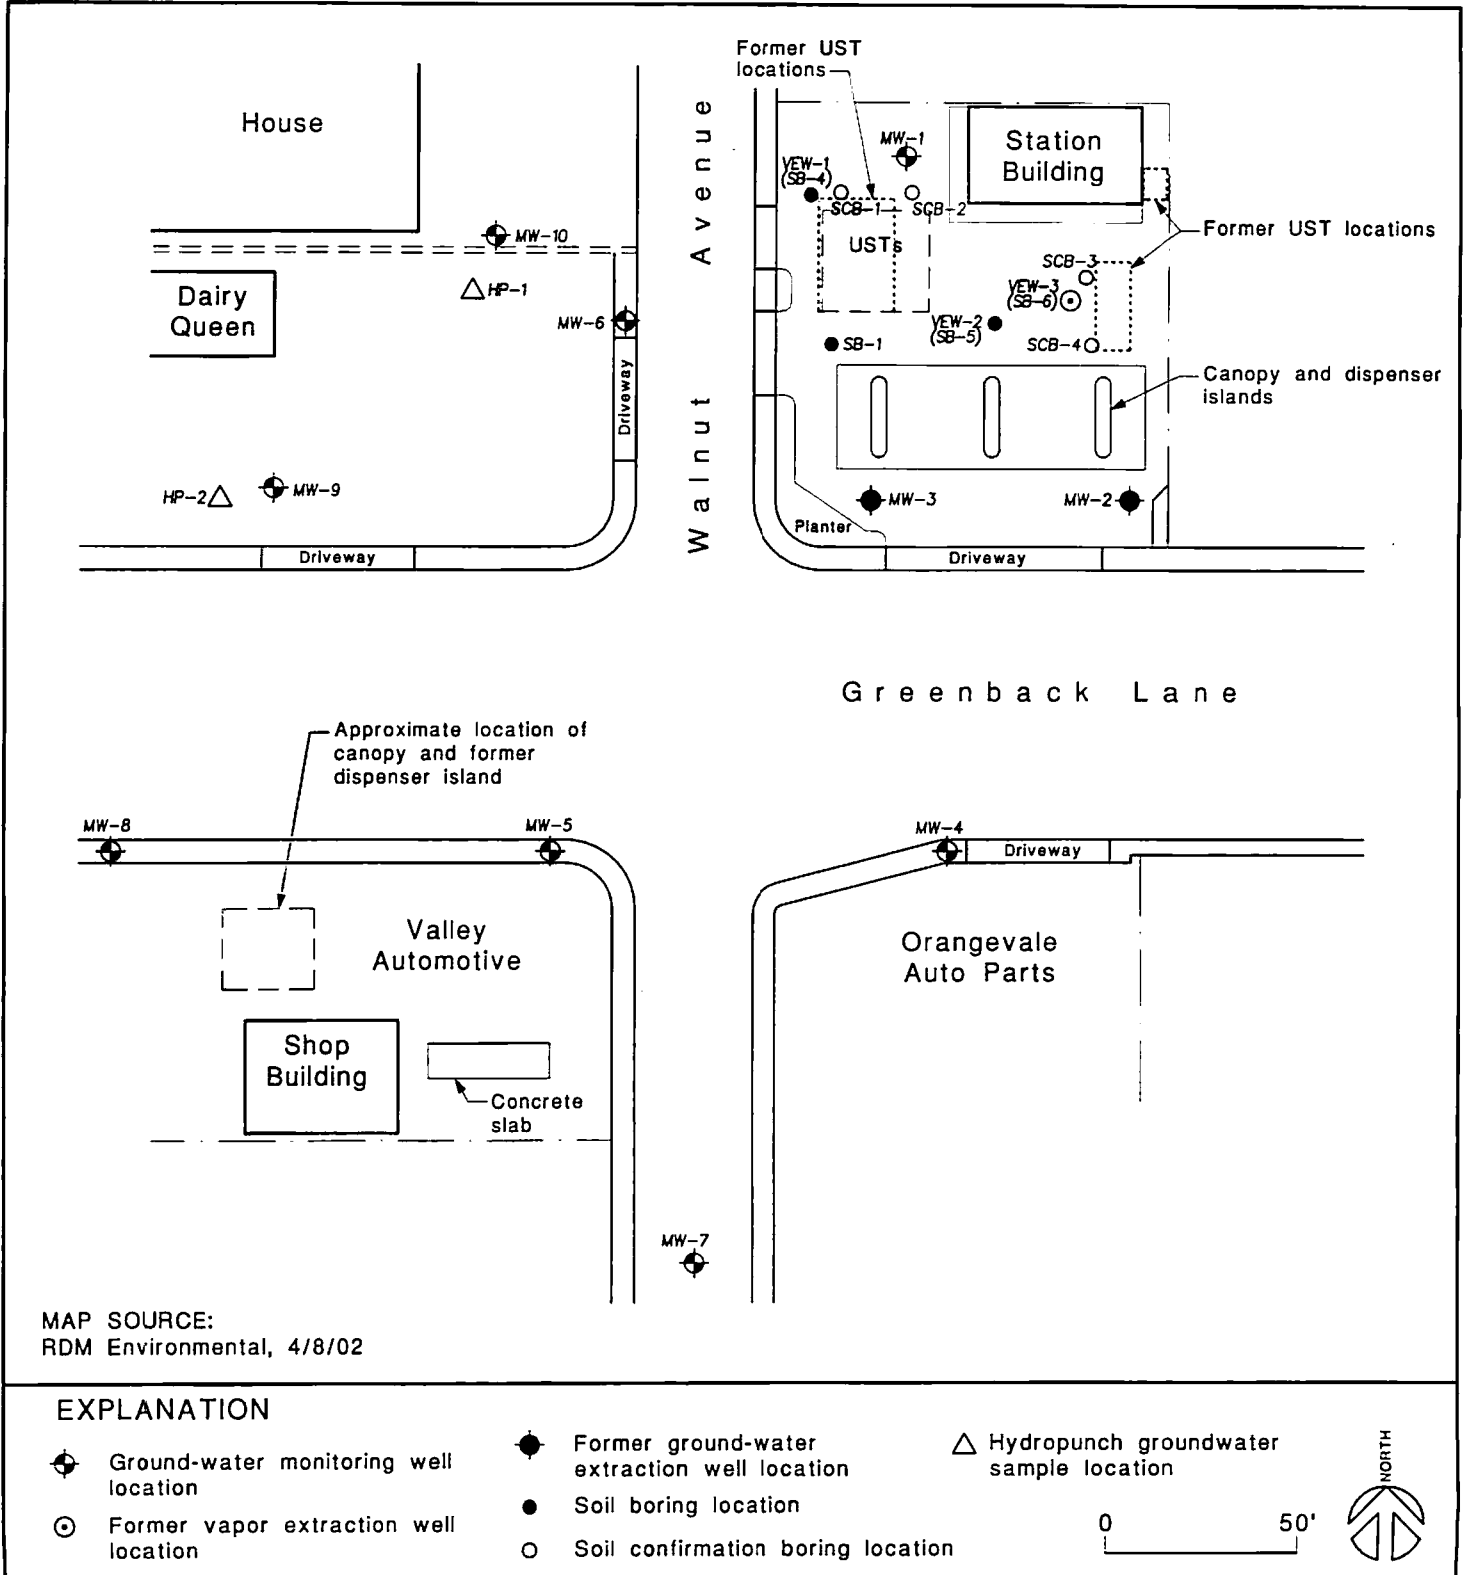 Former UST
locations
House
Walnut Avenue
MW-1
Station
Building
VEW-1
(SB-4)
SCB-1
SCB-2
USTs
Former UST locations
MW-10
HP-1
Dairy
Queen
MW-6
Driveway
SCB-3
VEW-3
(SB-6)
VEW-2
(SB-5)
SB-1
SCB-4
Canopy and dispenser
islands
HP-2
MW-9
MW-3
MW-2
Planter
Driveway
Driveway
Greenback Lane
Approximate location of
canopy and former
dispenser island
MW-8
MW-5
MW-4
Driveway
Valley
Automotive
Orangevale
Auto Parts
Shop
Building
Concrete
slab
MW-7
MAP SOURCE:
RDM Environmental, 4/8/02
EXPLANATION
Ground-water monitoring well
location
Former vapor extraction well
location
Former ground-water
extraction well location
Soil boring location
Soil confirmation boring location
Hydropunch groundwater
sample location
0 50'
NORTH